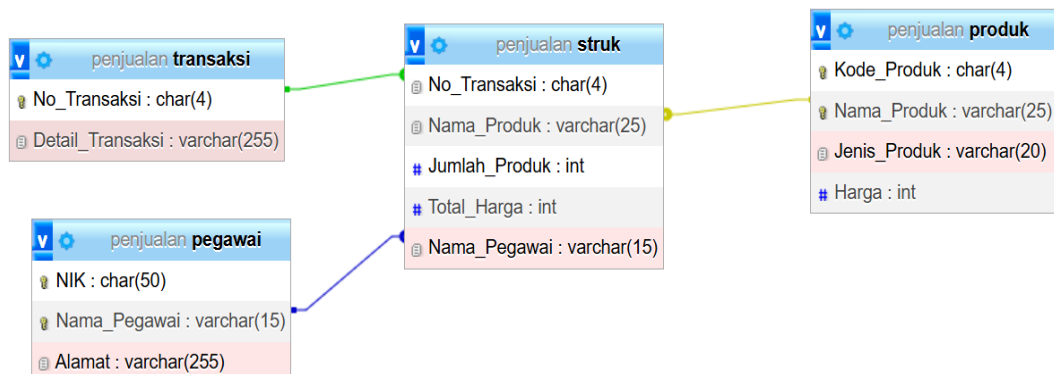 penjualan transaksi
No_Transaksi : char(4)
Detail_Transaksi : varchar(255)
penjualan pegawai
NIK : char(50)
Nama_Pegawai : varchar(15)
Alamat : varchar(255)
penjualan struk
No_Transaksi : char(4)
Nama_Produk : varchar(25)
# Jumlah_Produk : int
# Total_Harga : int
Nama_Pegawai : varchar(15)
penjualan produk
Kode_Produk : char(4)
Nama_Produk : varchar(25)
Jenis_Produk : varchar(20)
# Harga : int